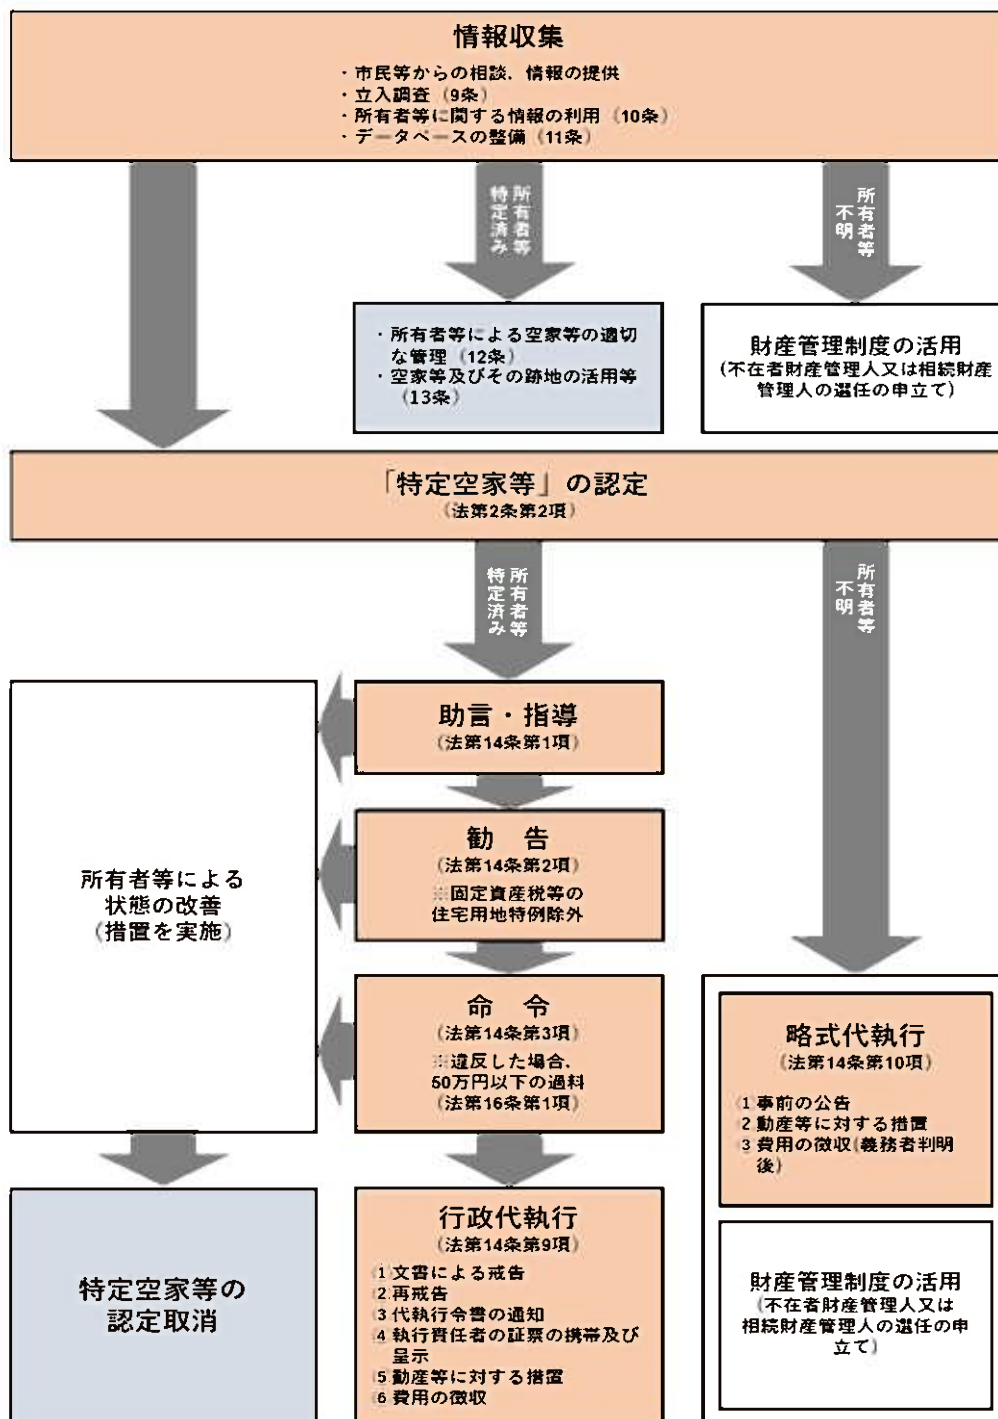 情報収集
・市民等からの相談、情報の提供
・立入調査（9条）
・所有者等に関する情報の利用（10条）
・データベースの整備（11条）
所有者等
特定済み
所有者等
不明
・所有者等による空家等の適切
な管理（12条）
・空家等及びその跡地の活用等
（13条）
財産管理制度の活用
（不在者財産管理人又は相続財産
管理人の選任の申立て）
「特定空家等」の認定
（法第2条第2項）
所有者等
特定済み
所有者等
不明
助言・指導
（法第14条第1項）
勧　告
（法第14条第2項）
※固定資産税等の
住宅用地特例除外
所有者等による
状態の改善
（措置を実施）
命　令
（法第14条第3項）
※違反した場合、
50万円以下の過料
（法第16条第1項）
略式代執行
（法第14条第10項）
①事前の公告
②動産等に対する措置
③費用の徴収（義務者判明
後）
特定空家等の
認定取消
行政代執行
（法第14条第9項）
①文書による戒告
②再戒告
③代執行令書の通知
④執行責任者の証票の携帯及び
呈示
⑤動産等に対する措置
⑥費用の徴収
財産管理制度の活用
（不在者財産管理人又は
相続財産管理人の選任の申
立て）